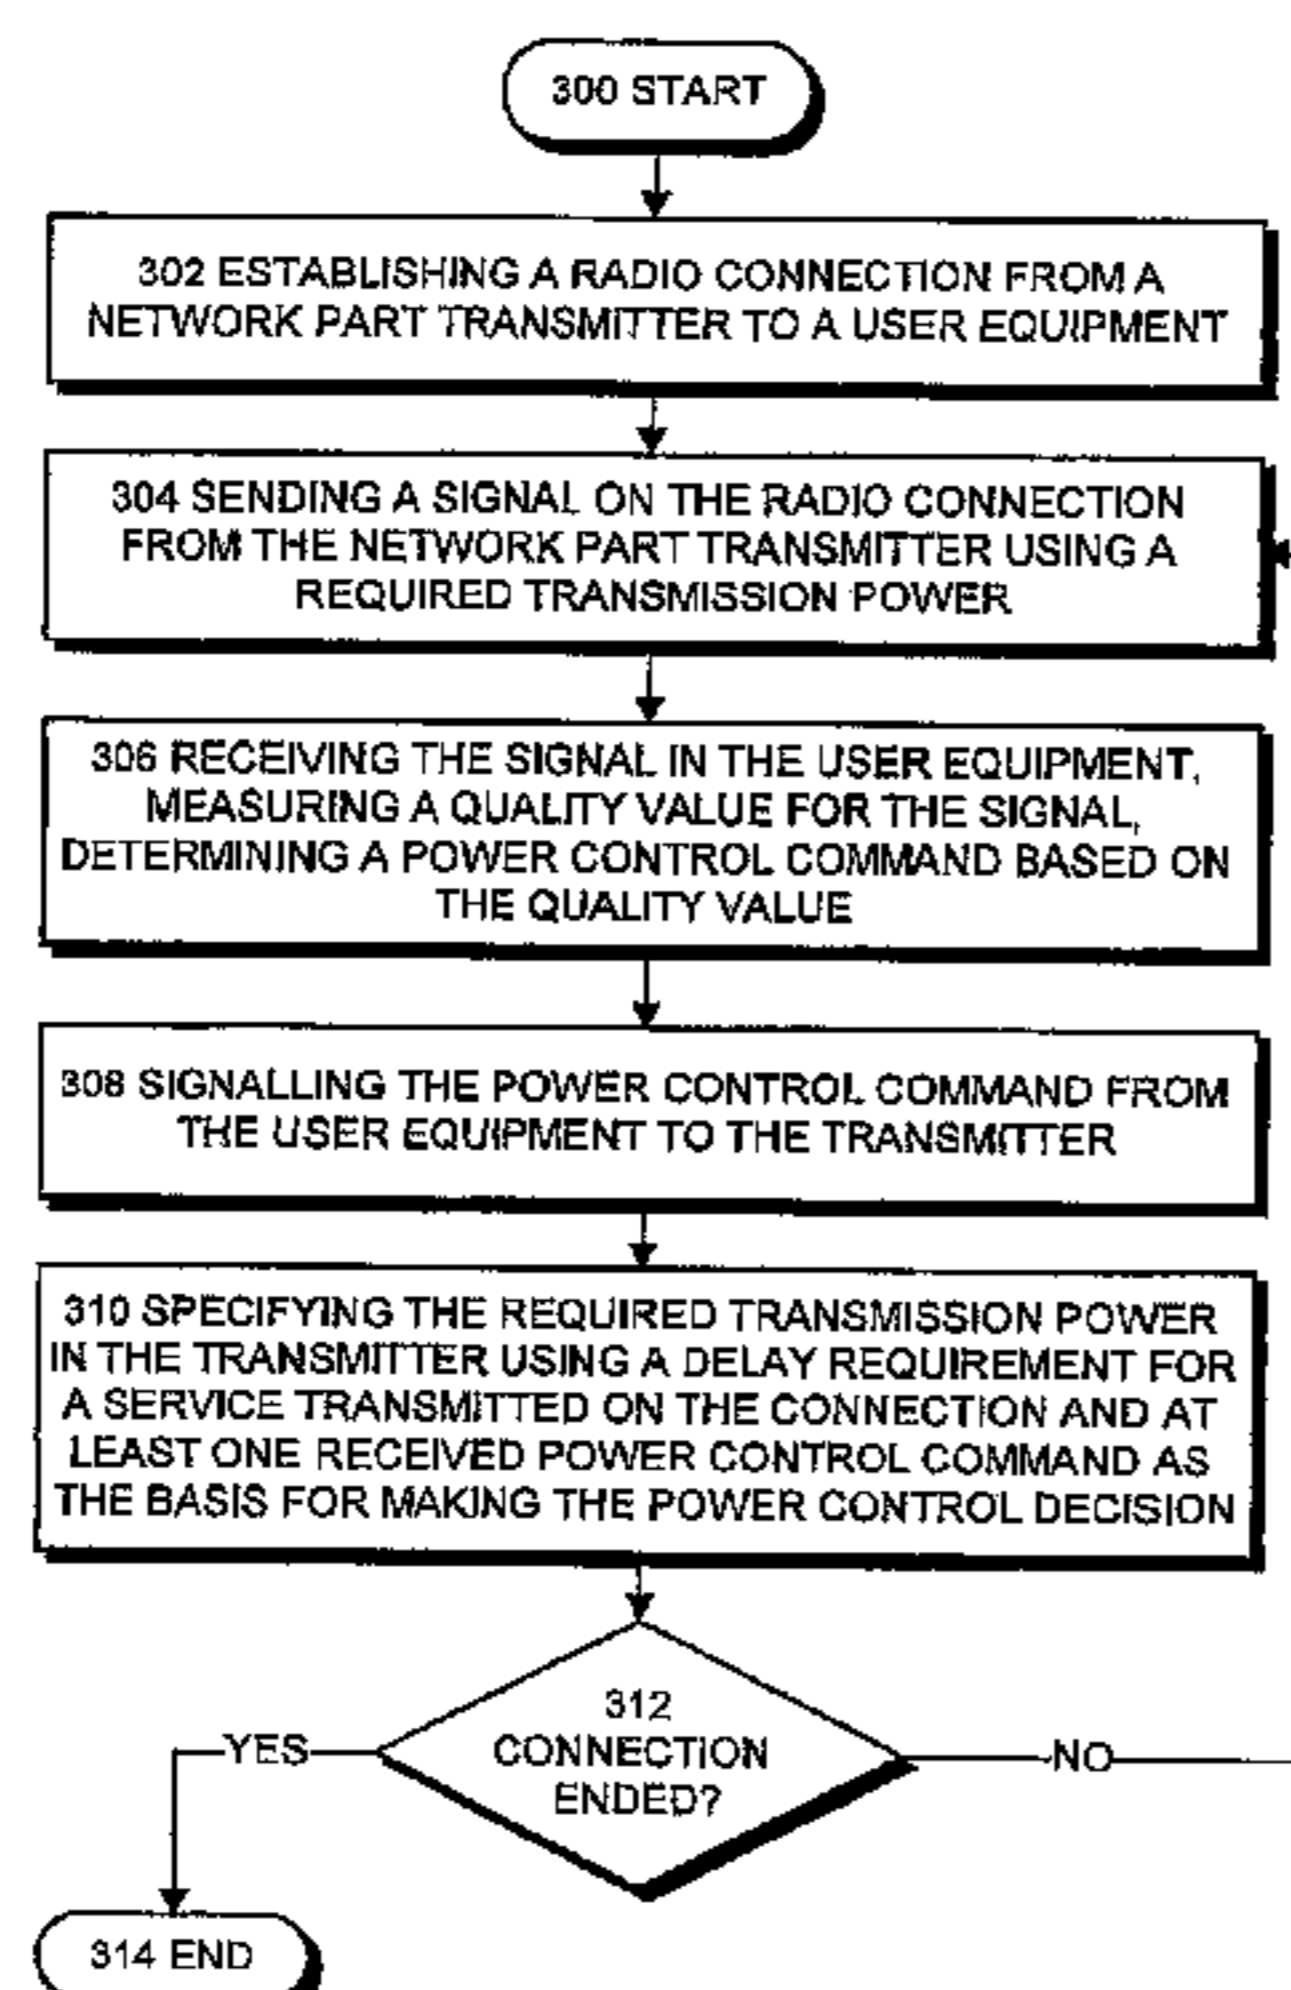 300 START
302 ESTABLISHING A RADIO CONNECTION FROM A
NETWORK PART TRANSMITTER TO A USER EQUIPMENT
304 SENDING A SIGNAL ON THE RADIO CONNECTION
FROM THE NETWORK PART TRANSMITTER USING A
REQUIRED TRANSMISSION POWER
306 RECEIVING THE SIGNAL IN THE USER EQUIPMENT,
MEASURING A QUALITY VALUE FOR THE SIGNAL,
DETERMINING A POWER CONTROL COMMAND BASED ON
THE QUALITY VALUE
308 SIGNALLING THE POWER CONTROL COMMAND FROM
THE USER EQUIPMENT TO THE TRANSMITTER
310 SPECIFYING THE REQUIRED TRANSMISSION POWER
IN THE TRANSMITTER USING A DELAY REQUIREMENT FOR
A SERVICE TRANSMITTED ON THE CONNECTION AND AT
LEAST ONE RECEIVED POWER CONTROL COMMAND AS
THE BASIS FOR MAKING THE POWER CONTROL DECISION
312
CONNECTION
ENDED?
YES
NO
314 END